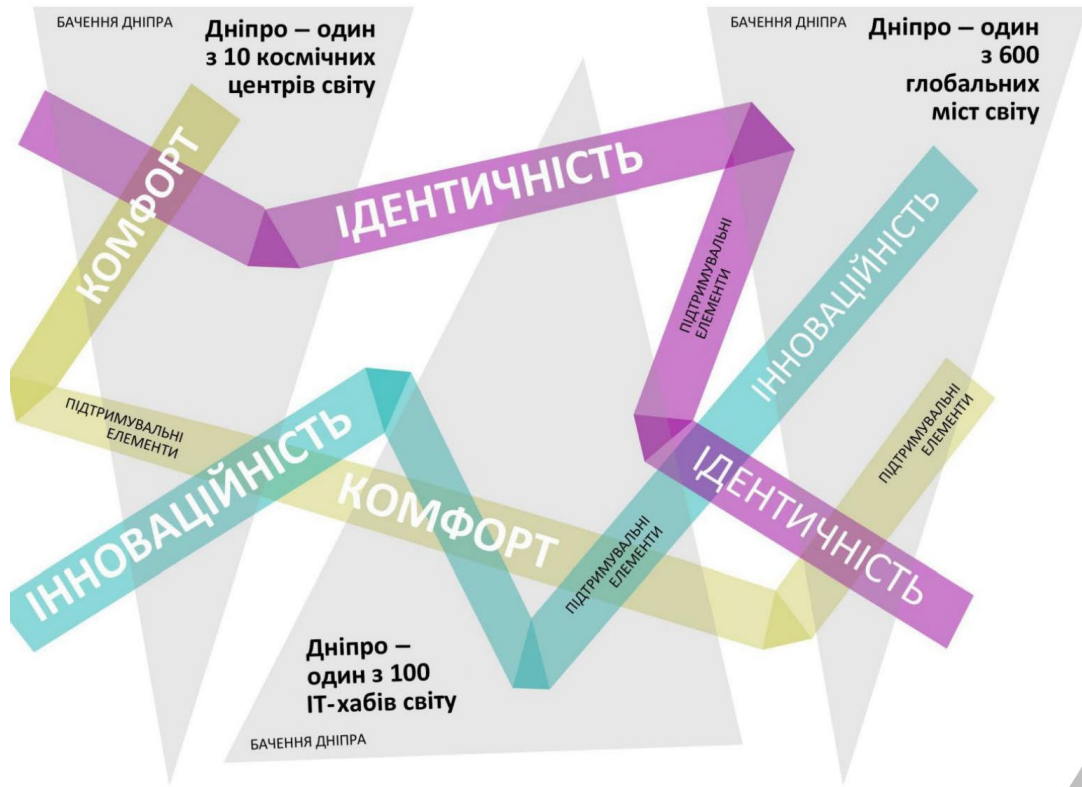 БАЧЕННЯ ДНІПРА
Дніпро – один
з 10 космічних
центрів світу
БАЧЕННЯ ДНІПРА
Дніпро – один
з 600
глобальних
міст світу
КОМФОРТ
ІДЕНТИЧНІСТЬ
ПІДТРИМУВАЛЬНІ
ЕЛЕМЕНТИ
ІННОВАЦІЙНІСТЬ
ПІДТРИМУВАЛЬНІ
ЕЛЕМЕНТИ
ІННОВАЦІЙНІСТЬ
КОМФОРТ
ПІДТРИМУВАЛЬНІ
ЕЛЕМЕНТИ
ІДЕНТИЧНІСТЬ
ПІДТРИМУВАЛЬНІ
ЕЛЕМЕНТИ
Дніпро –
один з 100
ІТ-хабів світу
БАЧЕННЯ ДНІПРА